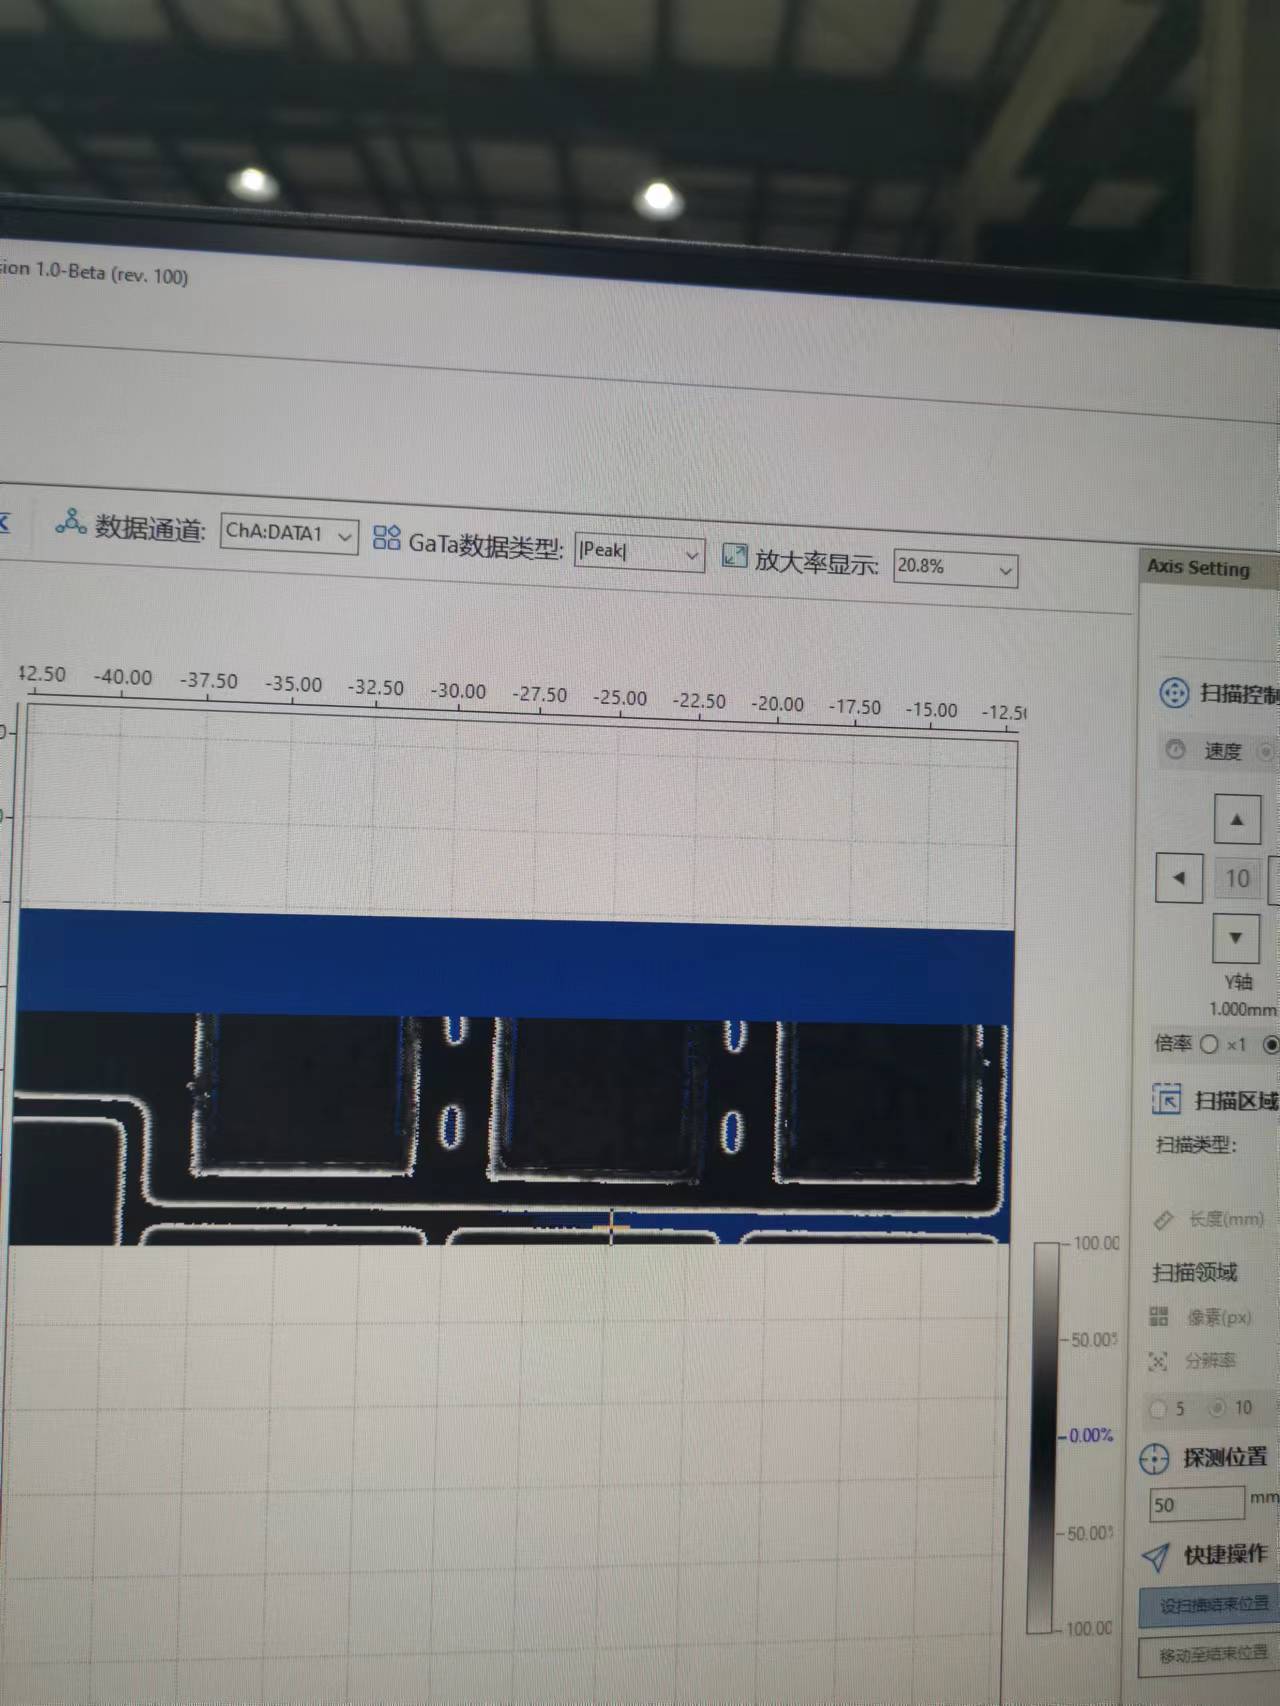 ion 1.0-Beta (rev. 100)
数据通道: ChA:DATA1 GaTa数据类型: |Peak| 放大率显示: 20.8%
Axis Setting
42.50 -40.00 -37.50 -35.00 -32.50 -30.00 -27.50 -25.00 -22.50 -20.00 -17.50 -15.00 -12.50
扫描控制
速度
▲
◀ 10
▼
Y轴
1.000mm
倍率 ×1
扫描区域
扫描类型:
长度(mm)
100.00
扫描领域
像素(px)
50.00%
分辨率
5 10
0.00%
探测位置
50 mm
50.00%
快捷操作
设扫描结束位置
100.00
移动至结束位置